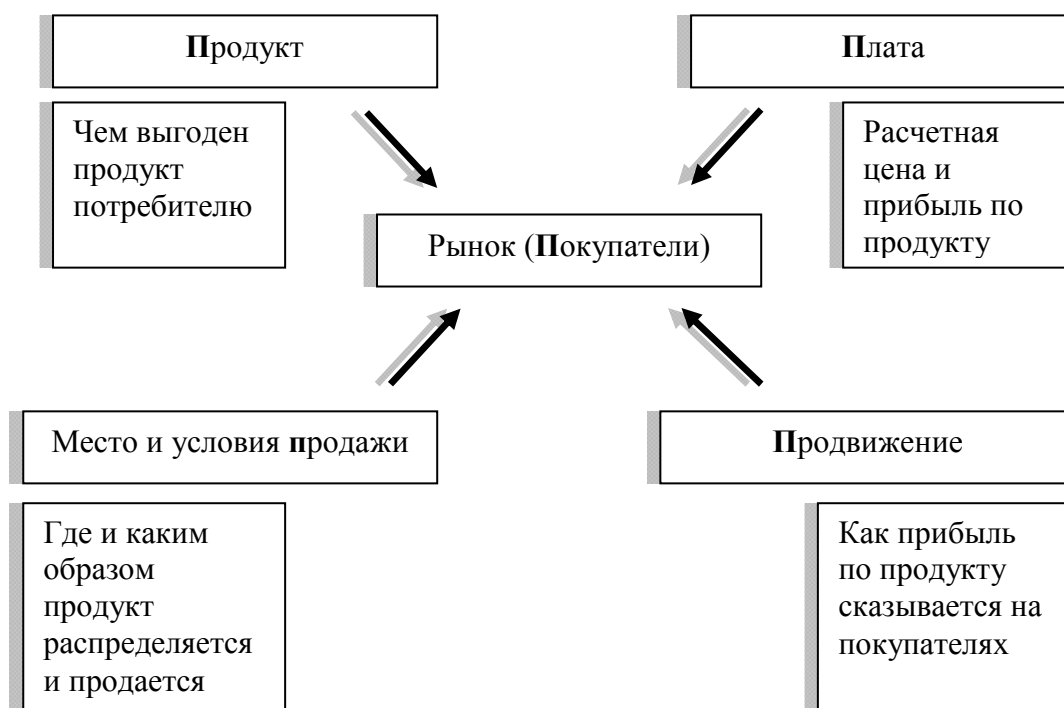 Продукт
Плата
Чем выгоден
продукт
потребителю
Расчетная
цена и
прибыль по
продукту
Рынок (Покупатели)
Место и условия продажи
Продвижение
Где и каким
образом
продукт
распределяется
и продается
Как прибыль
по продукту
сказывается на
покупателях